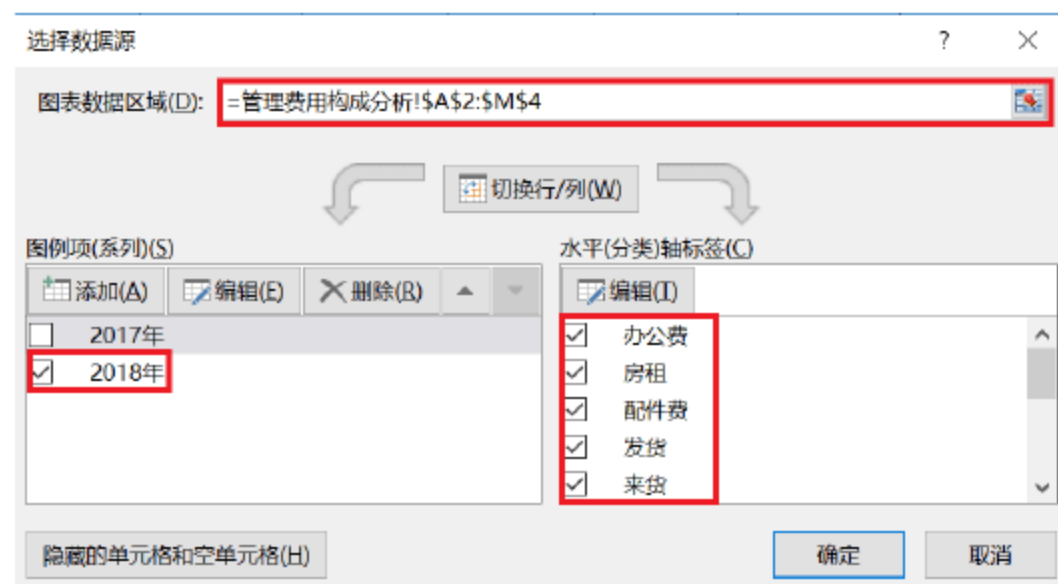 选择数据源 ?
图表数据区域(D): =管理费用构成分析!$A$2:$M$4
切换行/列(W)
图例项(系列)(S)
水平(分类)轴标签(C)
添加(A) 编辑(E) 删除(R)
编辑(T)
2017年
2018年
办公费
房租
配件费
发货
来货
隐藏的单元格和空单元格(H)
确定 取消